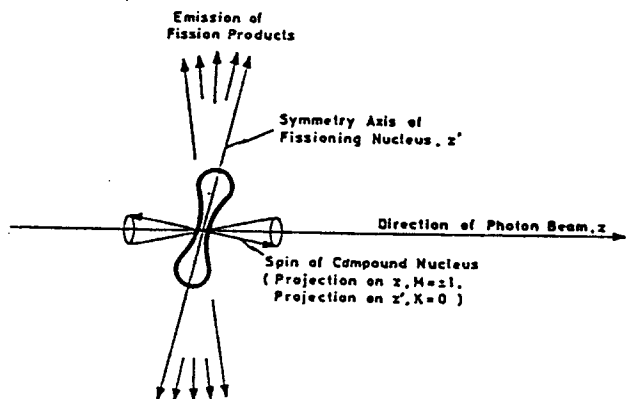 Emission of
Fission Products
Symmetry Axis of
Fissioning Nucleus, z'
Direction of Photon Beam, z
Spin of Compound Nucleus
( Projection on z, M=±1,
Projection on z', K=0 )